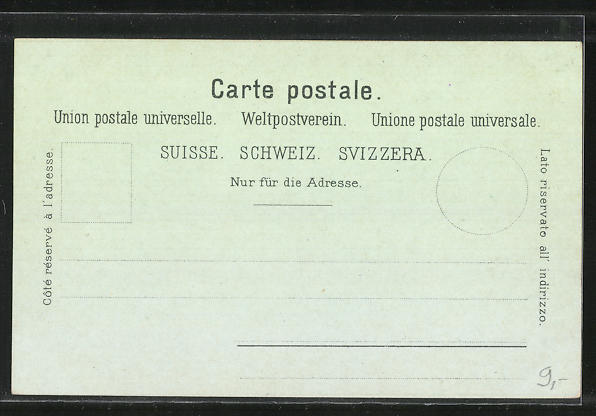 Carte postale.
Union postale universelle. Weltpostverein. Unione postale universale.
SUISSE. SCHWEIZ. SVIZZERA.
Nur für die Adresse.
Côté réservé à l'adresse.
Lato riservato all' indirizzo.
9,-